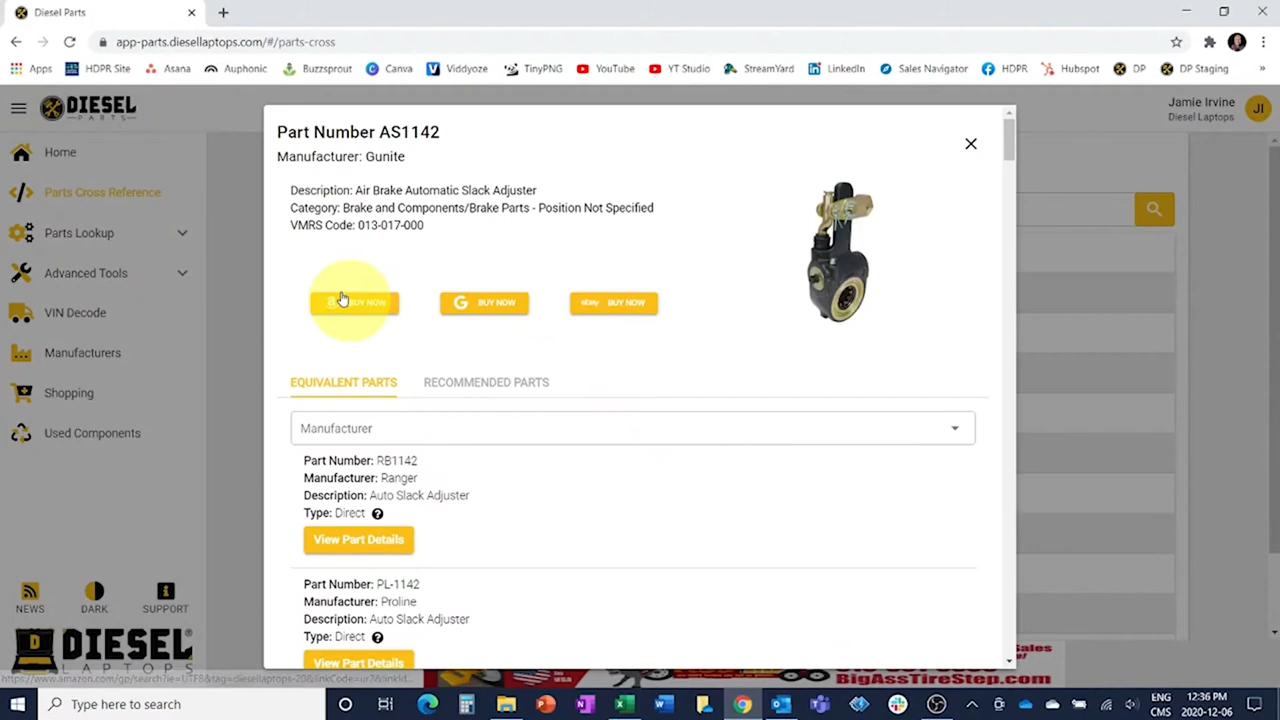 Diesel Parts
app-parts.diesellaptops.com/#/parts-cross
Apps HDPR Site Asana Auphonic Buzzsprout Canva Viddyoze TinyPNG YouTube YT Studio StreamYard LinkedIn Sales Navigator HDPR Hubspot DP DP Staging »
DIESEL
PARTS
Jamie Irvine
Diesel Laptops
JI
Home
Parts Cross Reference
Parts Lookup
Advanced Tools
VIN Decode
Manufacturers
Shopping
Used Components
Part Number AS1142
Manufacturer: Gunite
Description: Air Brake Automatic Slack Adjuster
Category: Brake and Components/Brake Parts - Position Not Specified
VMRS Code: 013-017-000
a BUY NOW
G BUY NOW
ebay BUY NOW
EQUIVALENT PARTS RECOMMENDED PARTS
Manufacturer
Part Number: RB1142
Manufacturer: Ranger
Description: Auto Slack Adjuster
Type: Direct ?
View Part Details
Part Number: PL-1142
Manufacturer: Proline
Description: Auto Slack Adjuster
Type: Direct ?
View Part Details
NEWS DARK SUPPORT
DIESEL®
LAPTOPS
BigAssTireStep.com
Type here to search
ENG
CMS
12:36 PM
2020-12-06